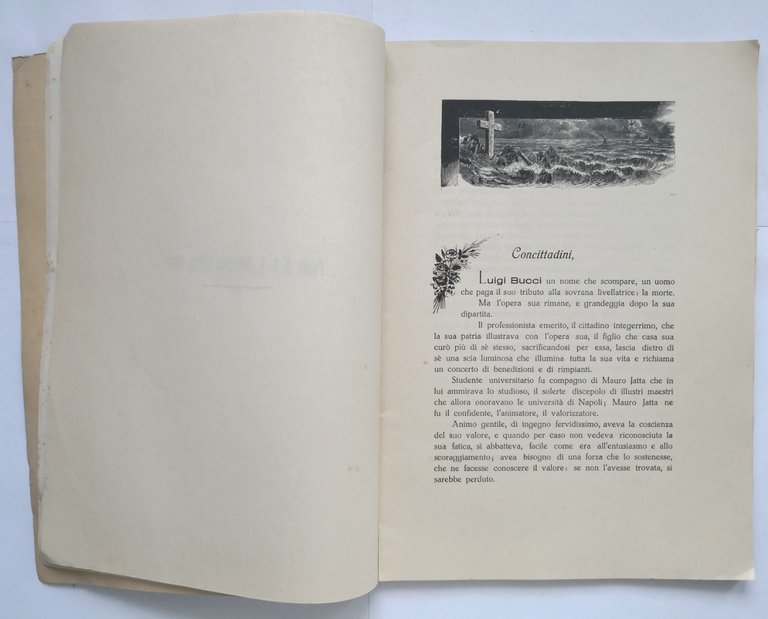 Concittadini,
Luigi Bucci un nome che scompare, un uomo
che paga il suo tributo alla sovrana livellatrice: la morte.
Ma l'opera sua rimane, e grandeggia dopo la sua
dipartita.
Il professionista emerito, il cittadino integerrimo, che
la sua patria illustrava con l'opera sua, il figlio che casa sua
curò più di sè stesso, sacrificandosi per essa, lascia dietro di
sè una scia luminosa che illumina tutta la sua vita e richiama
un concerto di benedizioni e di rimpianti.
Studente universitario fu compagno di Mauro Jatta che in
lui ammirava lo studioso, il solerte discepolo di illustri maestri
che allora onoravano le università di Napoli; Mauro Jatta ne
fu il confidente, l'animatore, il valorizzatore.
Animo gentile, di ingegno fervidissimo, aveva la coscienza
del suo valore, e quando per caso non vedeva riconosciuta la
sua fatica, si abbatteva, facile come era all'entusiasmo e allo
scoraggiamento; avea bisogno di una forza che lo sostenesse,
che ne facesse conoscere il valore: se non l'avesse trovata, si
sarebbe perduto.